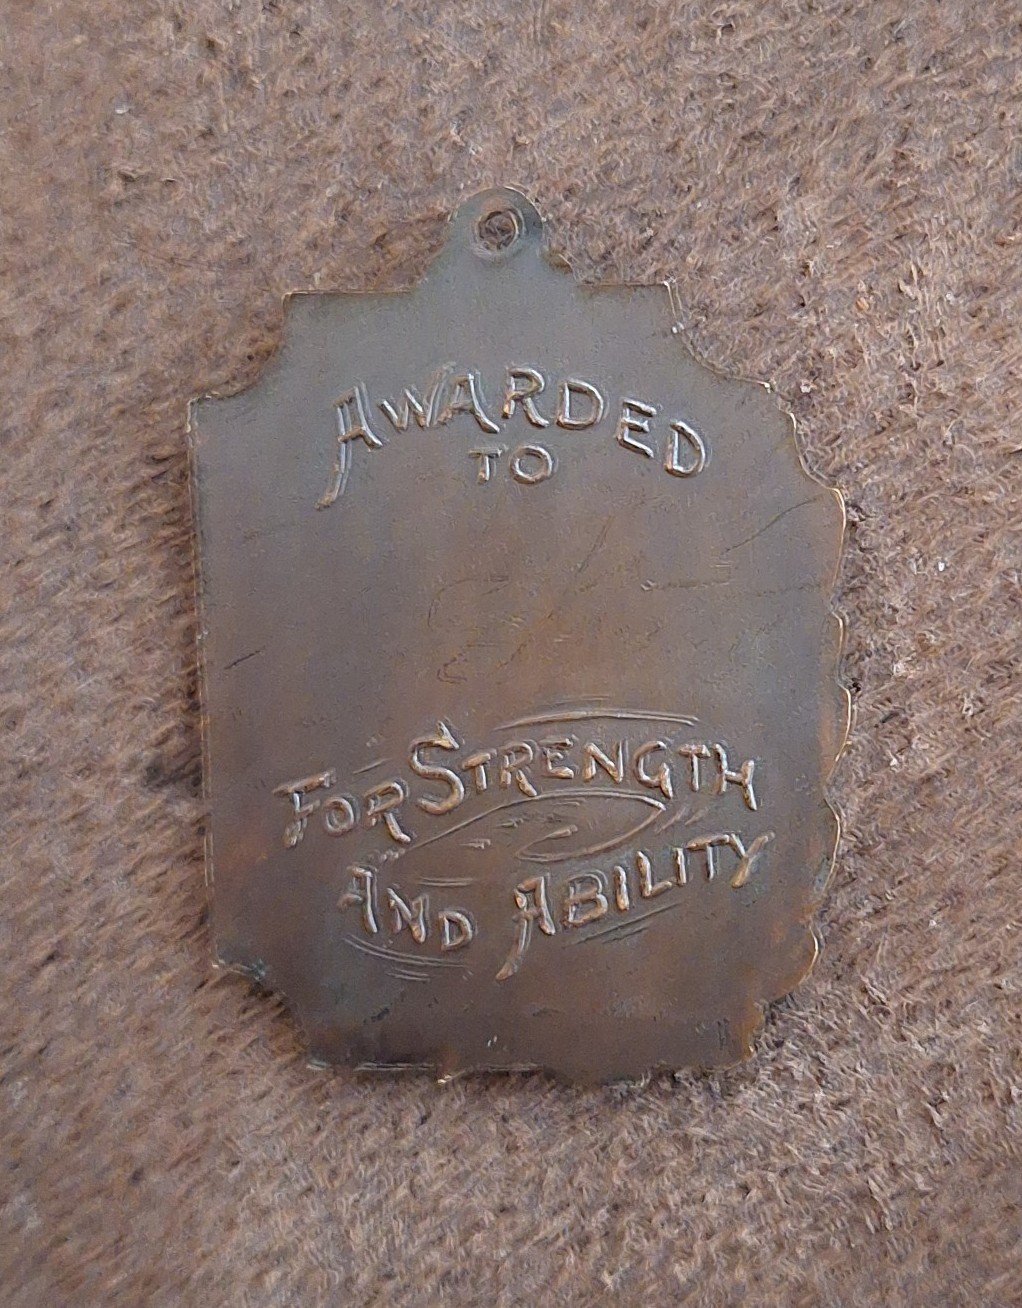 AWARDED
TO
FOR STRENGTH
AND ABILITY